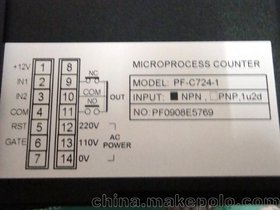 MICROPROCESS COUNTER
MODEL: PF-C724-1
INPUT: NPN, PNP,1u2d
NO:PF0908E5769
+12V 1 8
IN1 2 9 NC
IN2 3 10 COM OUT
COM 4 11 NO
RST 5 12 220V
GATE 6 13 110V AC POWER
7 14 0V
china.makepolo.com